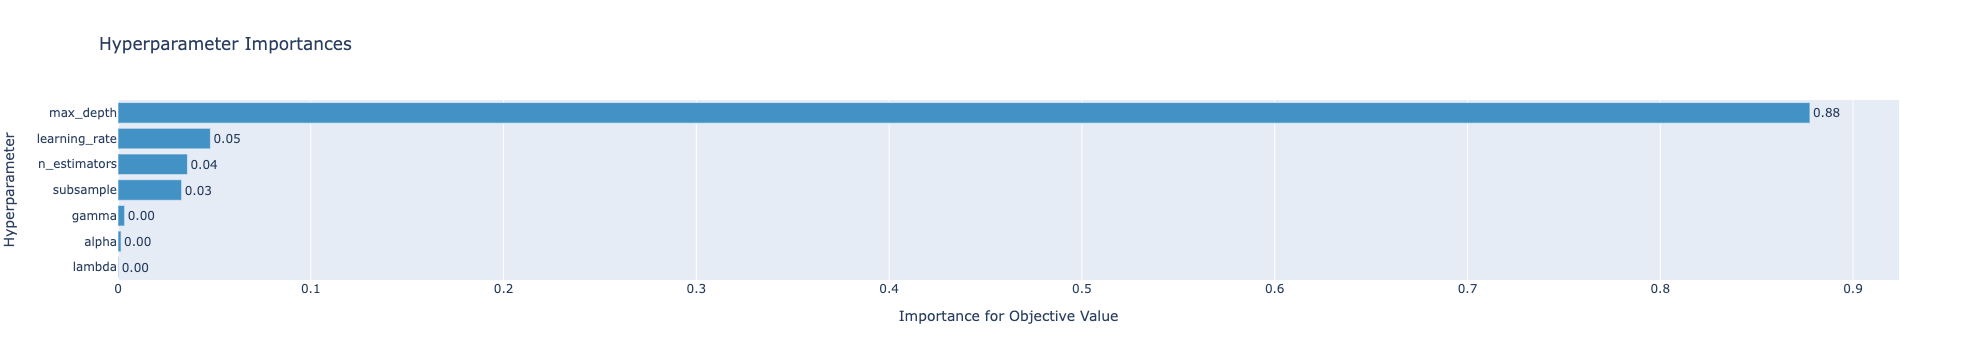 Hyperparameter Importances
Hyperparameter
max_depth 0.88
learning_rate 0.05
n_estimators 0.04
subsample 0.03
gamma 0.00
alpha 0.00
lambda 0.00
0 0.1 0.2 0.3 0.4 0.5 0.6 0.7 0.8 0.9
Importance for Objective Value